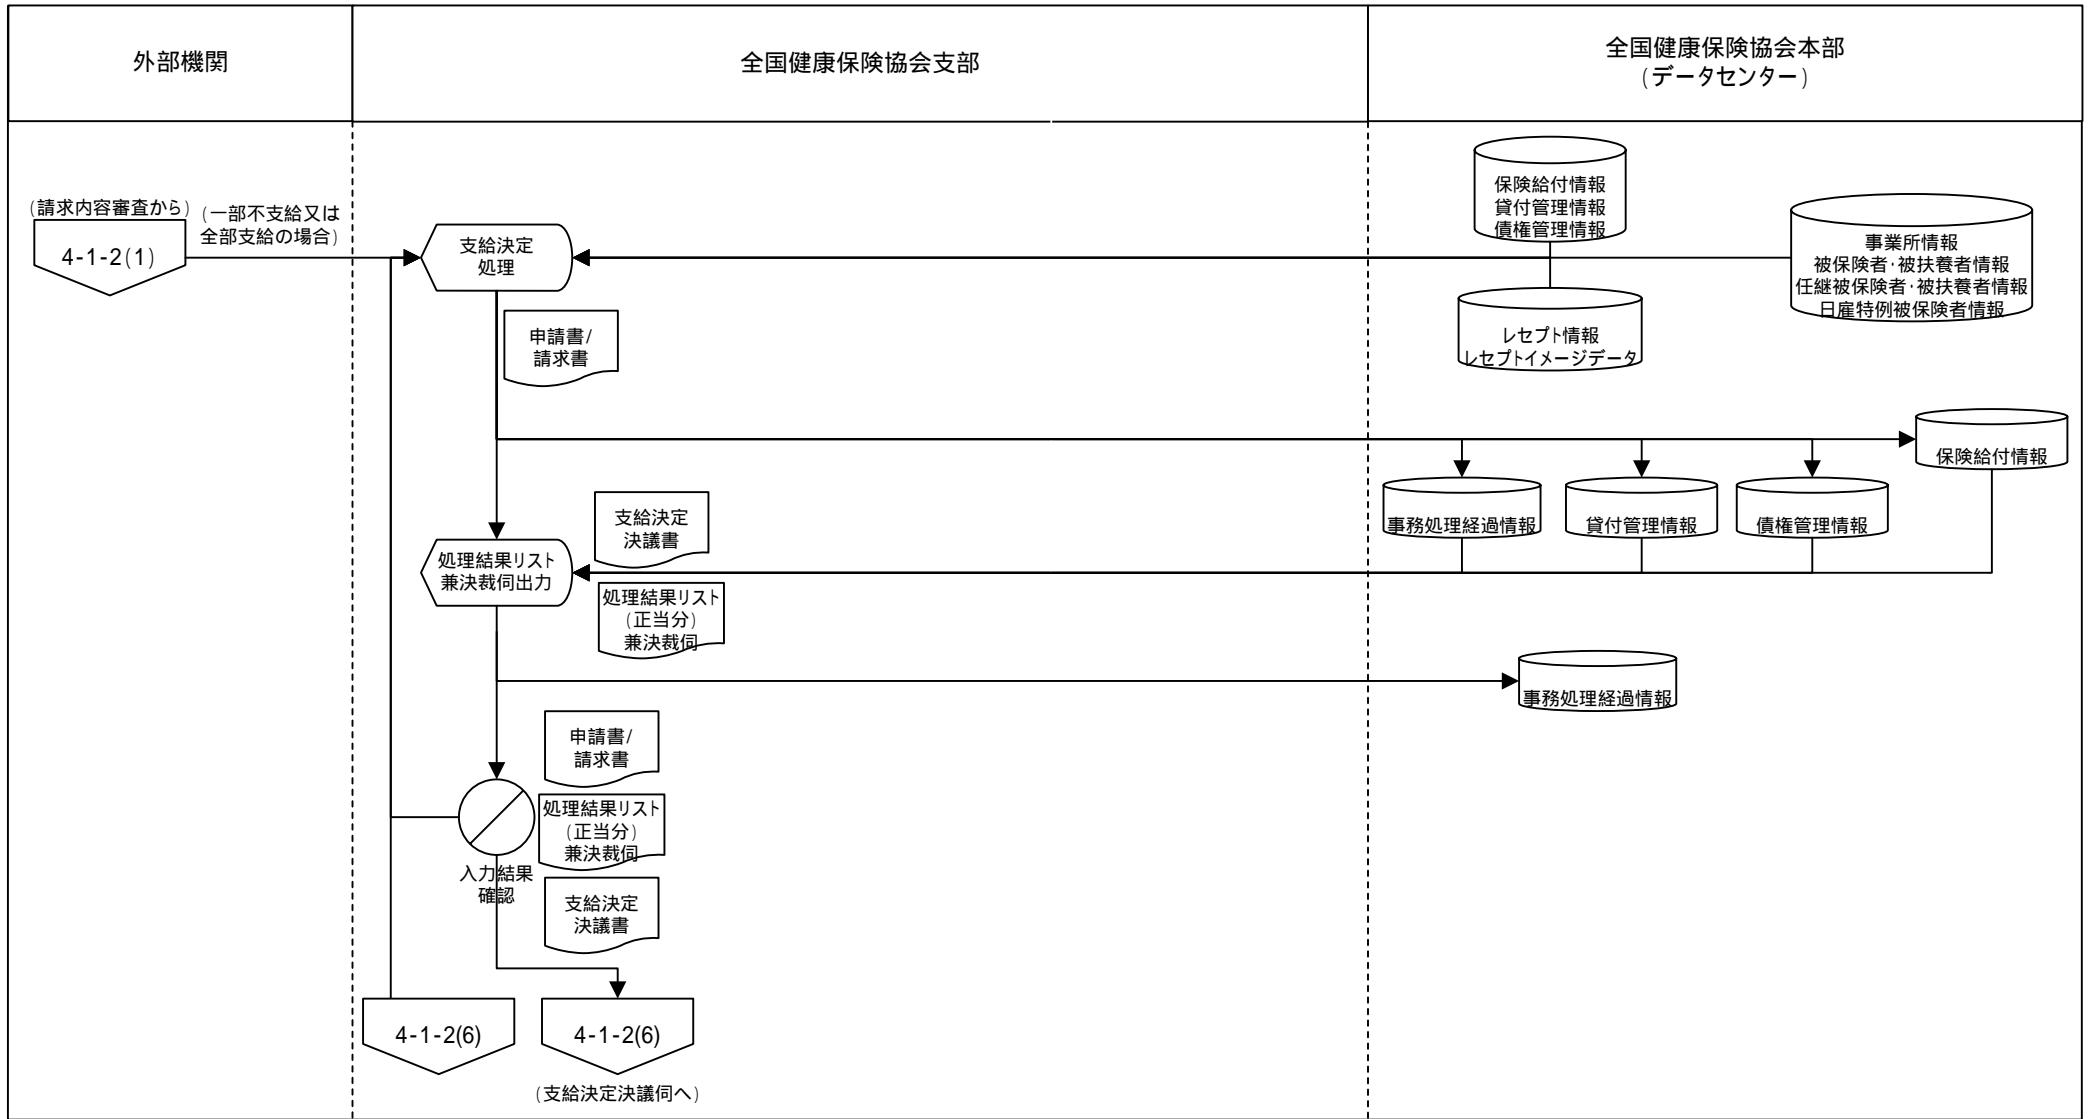 外部機関
全国健康保険協会支部
全国健康保険協会本部
(データセンター)
(請求内容審査から)
4-1-2(1)
(一部不支給又は
全部支給の場合)
支給決定
処理
保険給付情報
貸付管理情報
債権管理情報
事業所情報
被保険者・被扶養者情報
任継被保険者・被扶養者情報
日雇特例被保険者情報
レセプト情報
レセプトイメージデータ
申請書/
請求書
保険給付情報
事務処理経過情報
貸付管理情報
債権管理情報
支給決定
決議書
処理結果リスト
兼決裁伺出力
処理結果リスト
(正当分)
兼決裁伺
事務処理経過情報
申請書/
請求書
処理結果リスト
(正当分)
兼決裁伺
入力結果
確認
支給決定
決議書
4-1-2(6)
4-1-2(6)
(支給決定決議伺へ)